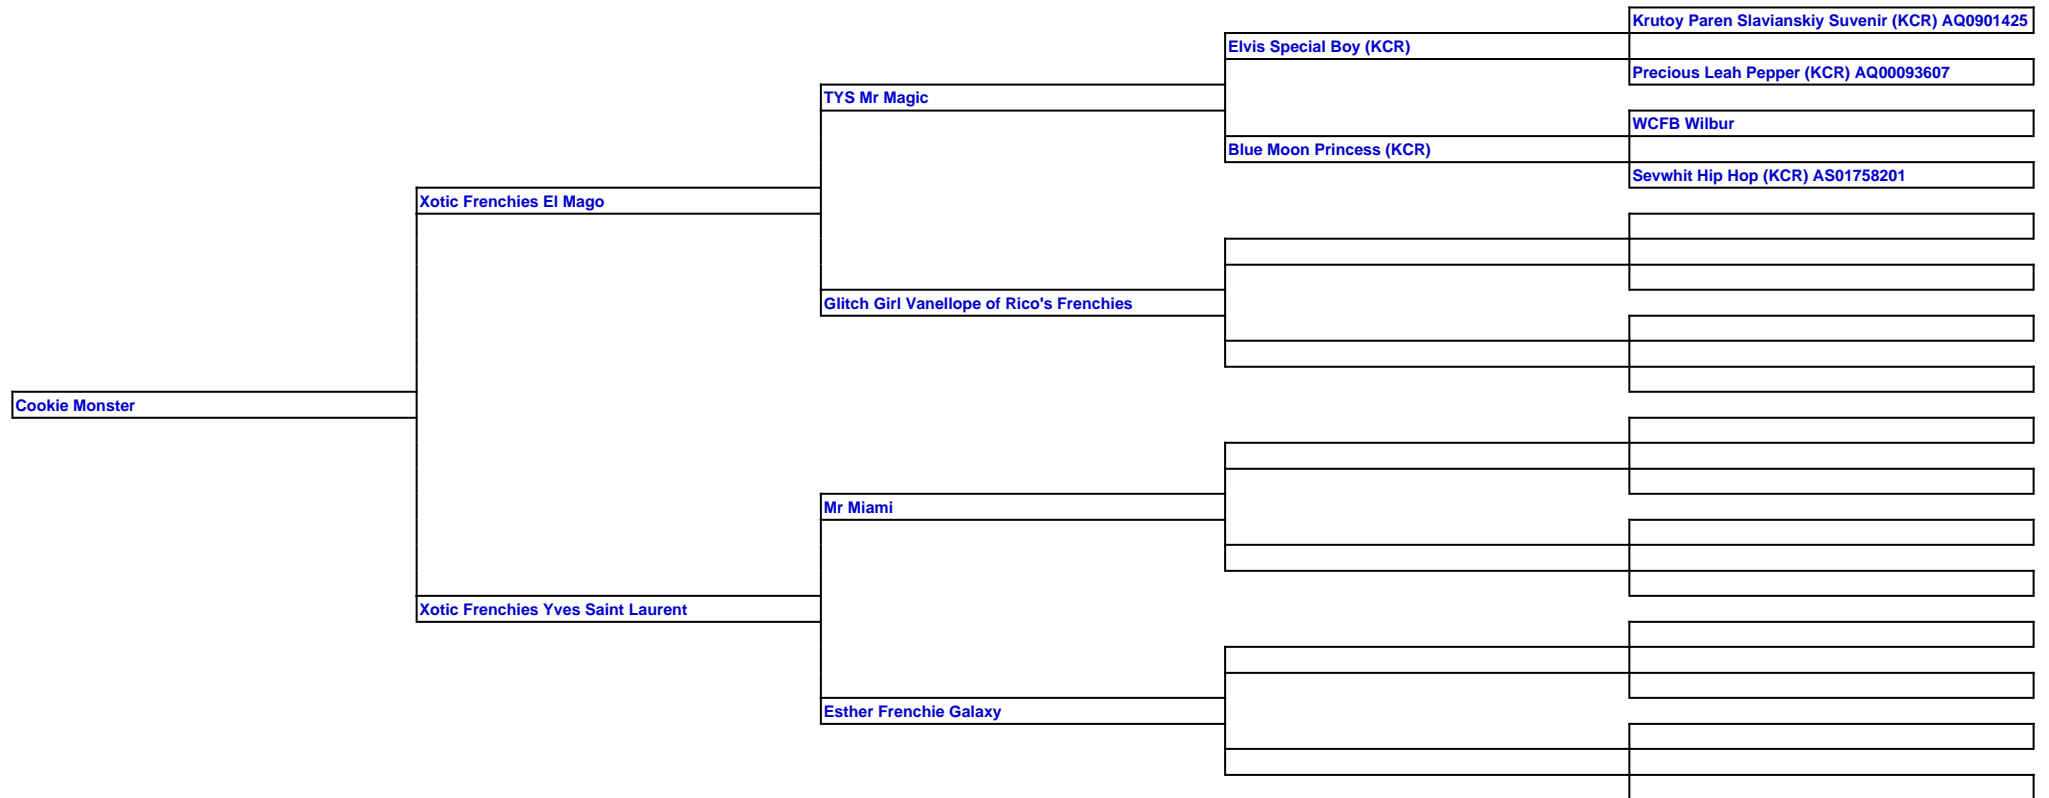 Krutoy Paren Slavianskiy Suvenir (KCR) AQ0901425
Elvis Special Boy (KCR)
Precious Leah Pepper (KCR) AQ00093607
TYS Mr Magic
WCFB Wilbur
Blue Moon Princess (KCR)
Sevwhit Hip Hop (KCR) AS01758201
Xotic Frenchies El Mago
Glitch Girl Vanellope of Rico's Frenchies
Cookie Monster
Mr Miami
Xotic Frenchies Yves Saint Laurent
Esther Frenchie Galaxy